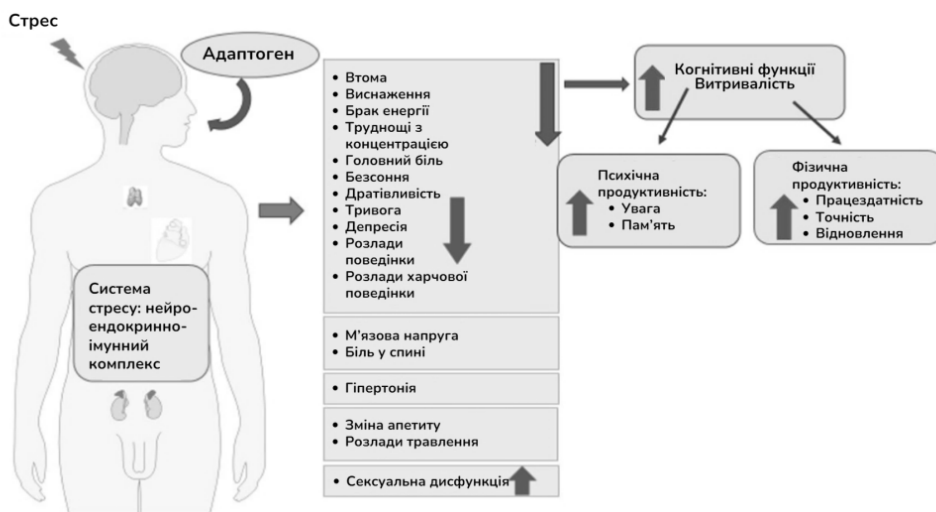 Стрес
Адаптоген
Система
стресу: нейро-
ендокринно-
імунний
комплекс
• Втома
• Виснаження
• Брак енергії
• Труднощі з
концентрацією
• Головний біль
• Безсоння
• Дратівливість
• Тривога
• Депресія
• Розлади
поведінки
• Розлади харчової
поведінки
• М'язова напруга
• Біль у спині
• Гіпертонія
• Зміна апетиту
• Розлади травлення
• Сексуальна дисфункція
Когнітивні функції
Витривалість
Психічна
продуктивність:
• Увага
• Пам'ять
Фізична
продуктивність:
• Працездатність
• Точність
• Відновлення